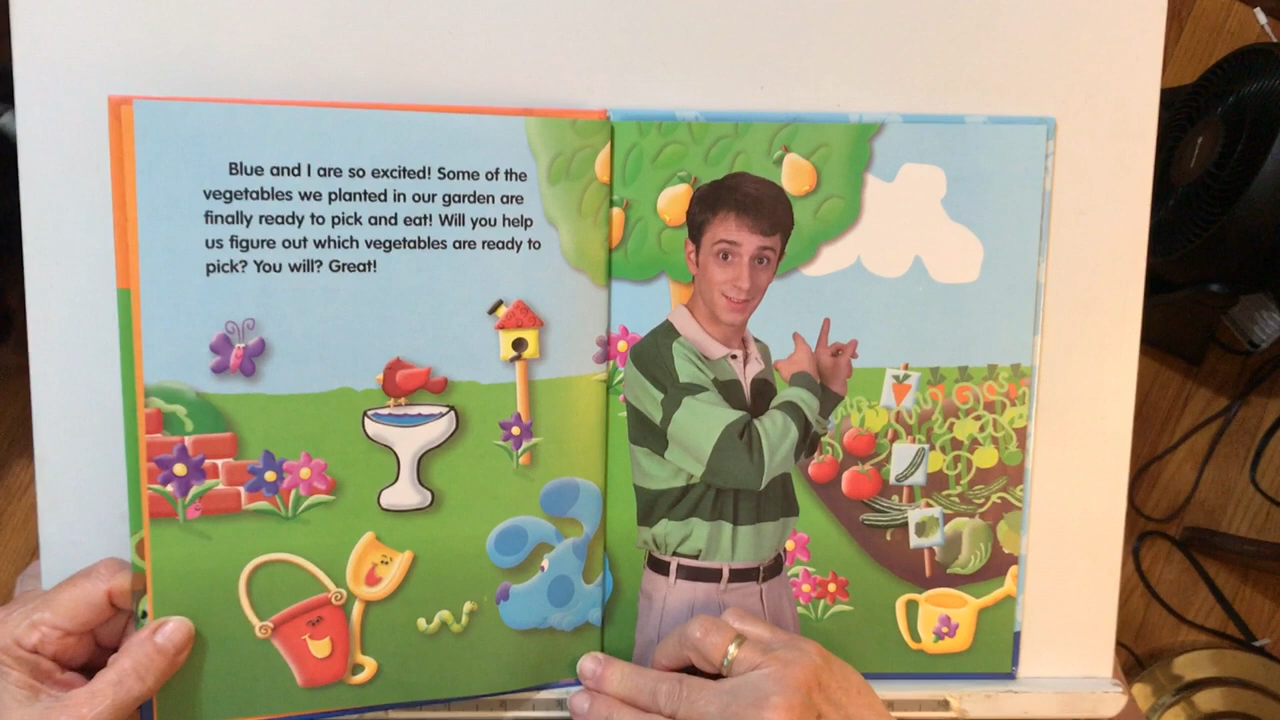 Blue and I are so excited! Some of the
vegetables we planted in our garden are
finally ready to pick and eat! Will you help
us figure out which vegetables are ready to
pick? You will? Great!